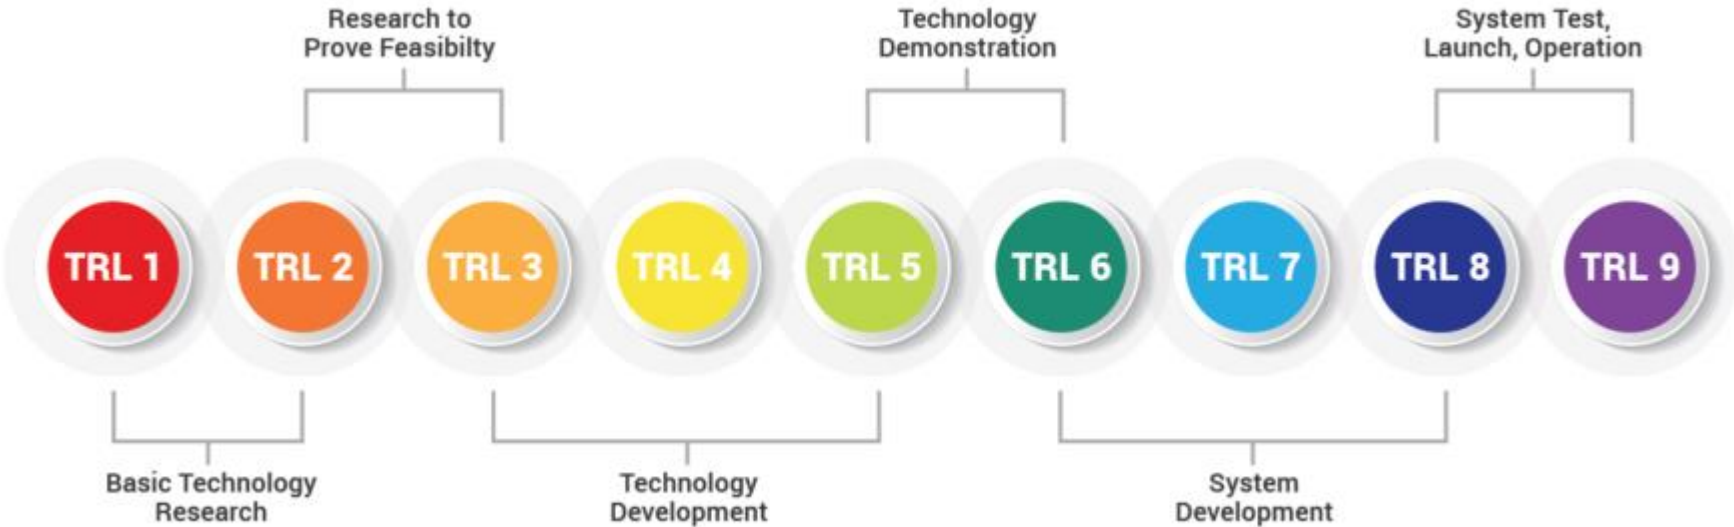 Research to
Prove Feasibilty
Technology
Demonstration
System Test,
Launch, Operation
TRL 1
TRL 2
TRL 3
TRL 4
TRL 5
TRL 6
TRL 7
TRL 8
TRL 9
Basic Technology
Research
Technology
Development
System
Development